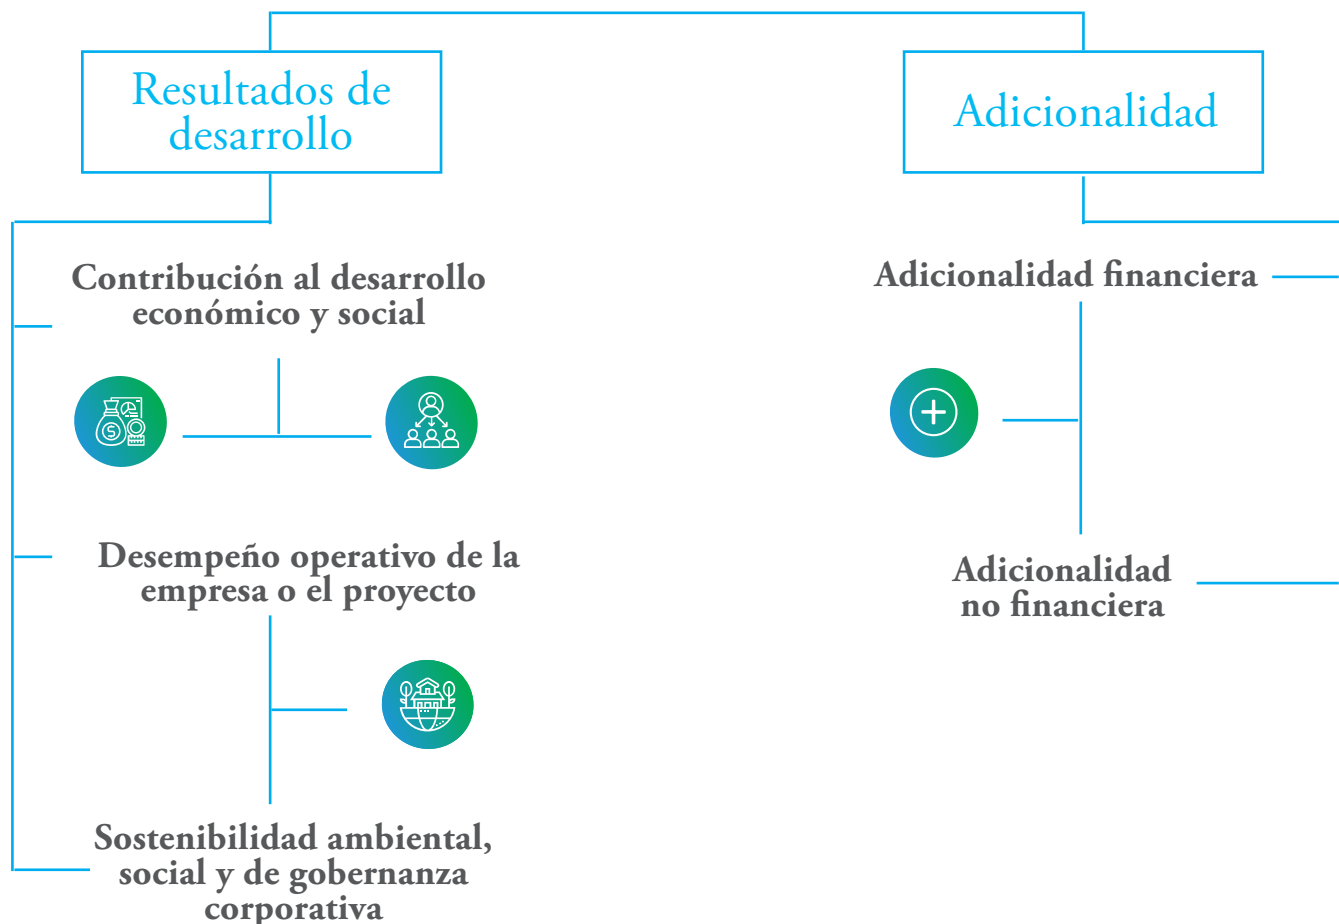 Resultados de
desarrollo
Contribución al desarrollo
económico y social
Desempeño operativo de la
empresa o el proyecto
Sostenibilidad ambiental,
social y de gobernanza
corporativa
Adicionalidad
Adicionalidad financiera
Adicionalidad
no financiera